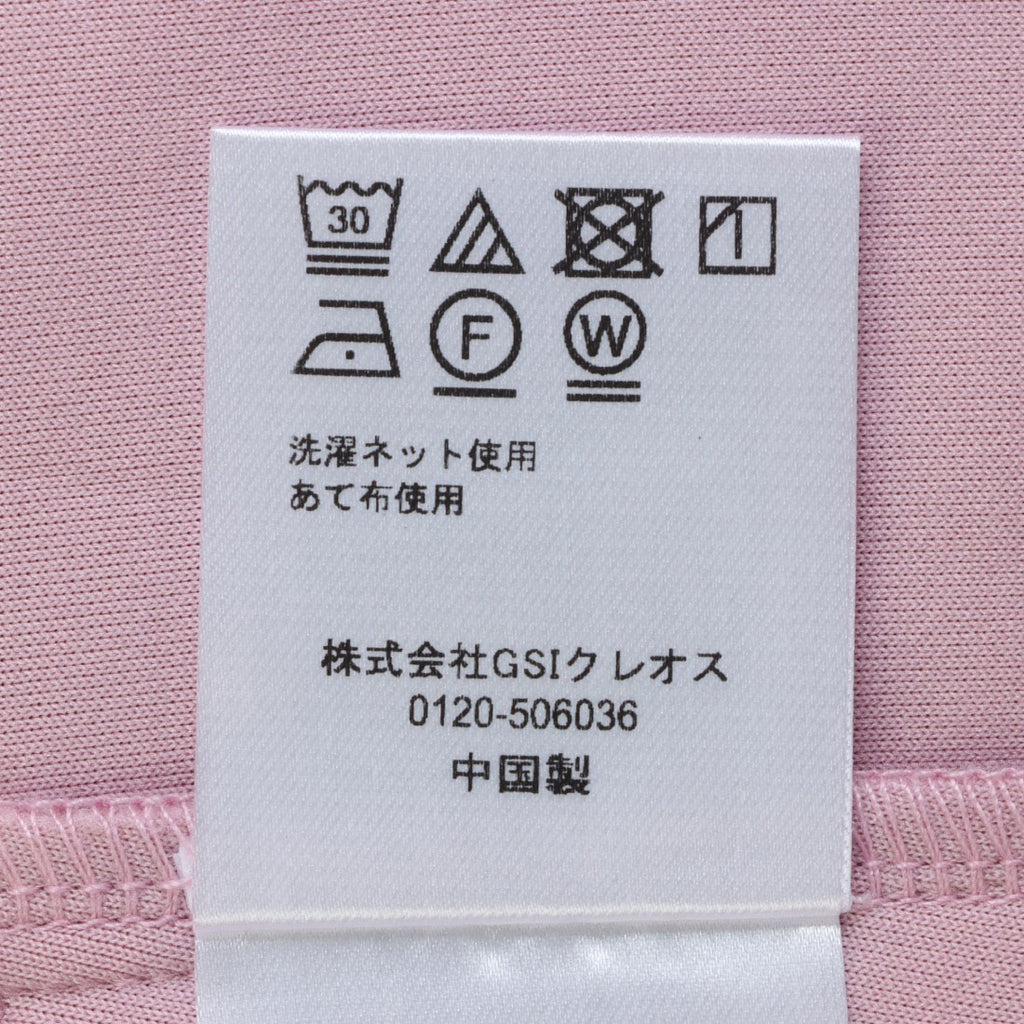 30
F W
洗濯ネット使用
あて布使用
株式会社GSIクレオス
0120-506036
中国製